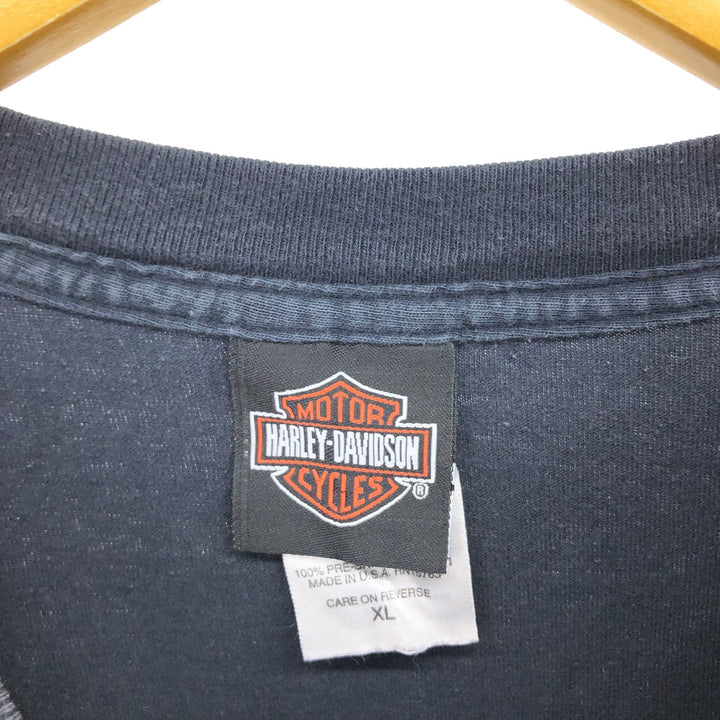 MOTOR
HARLEY-DAVIDSON
CYCLES
®
100% PRE-
MADE IN U.S.A.
CARE ON REVERSE
XL